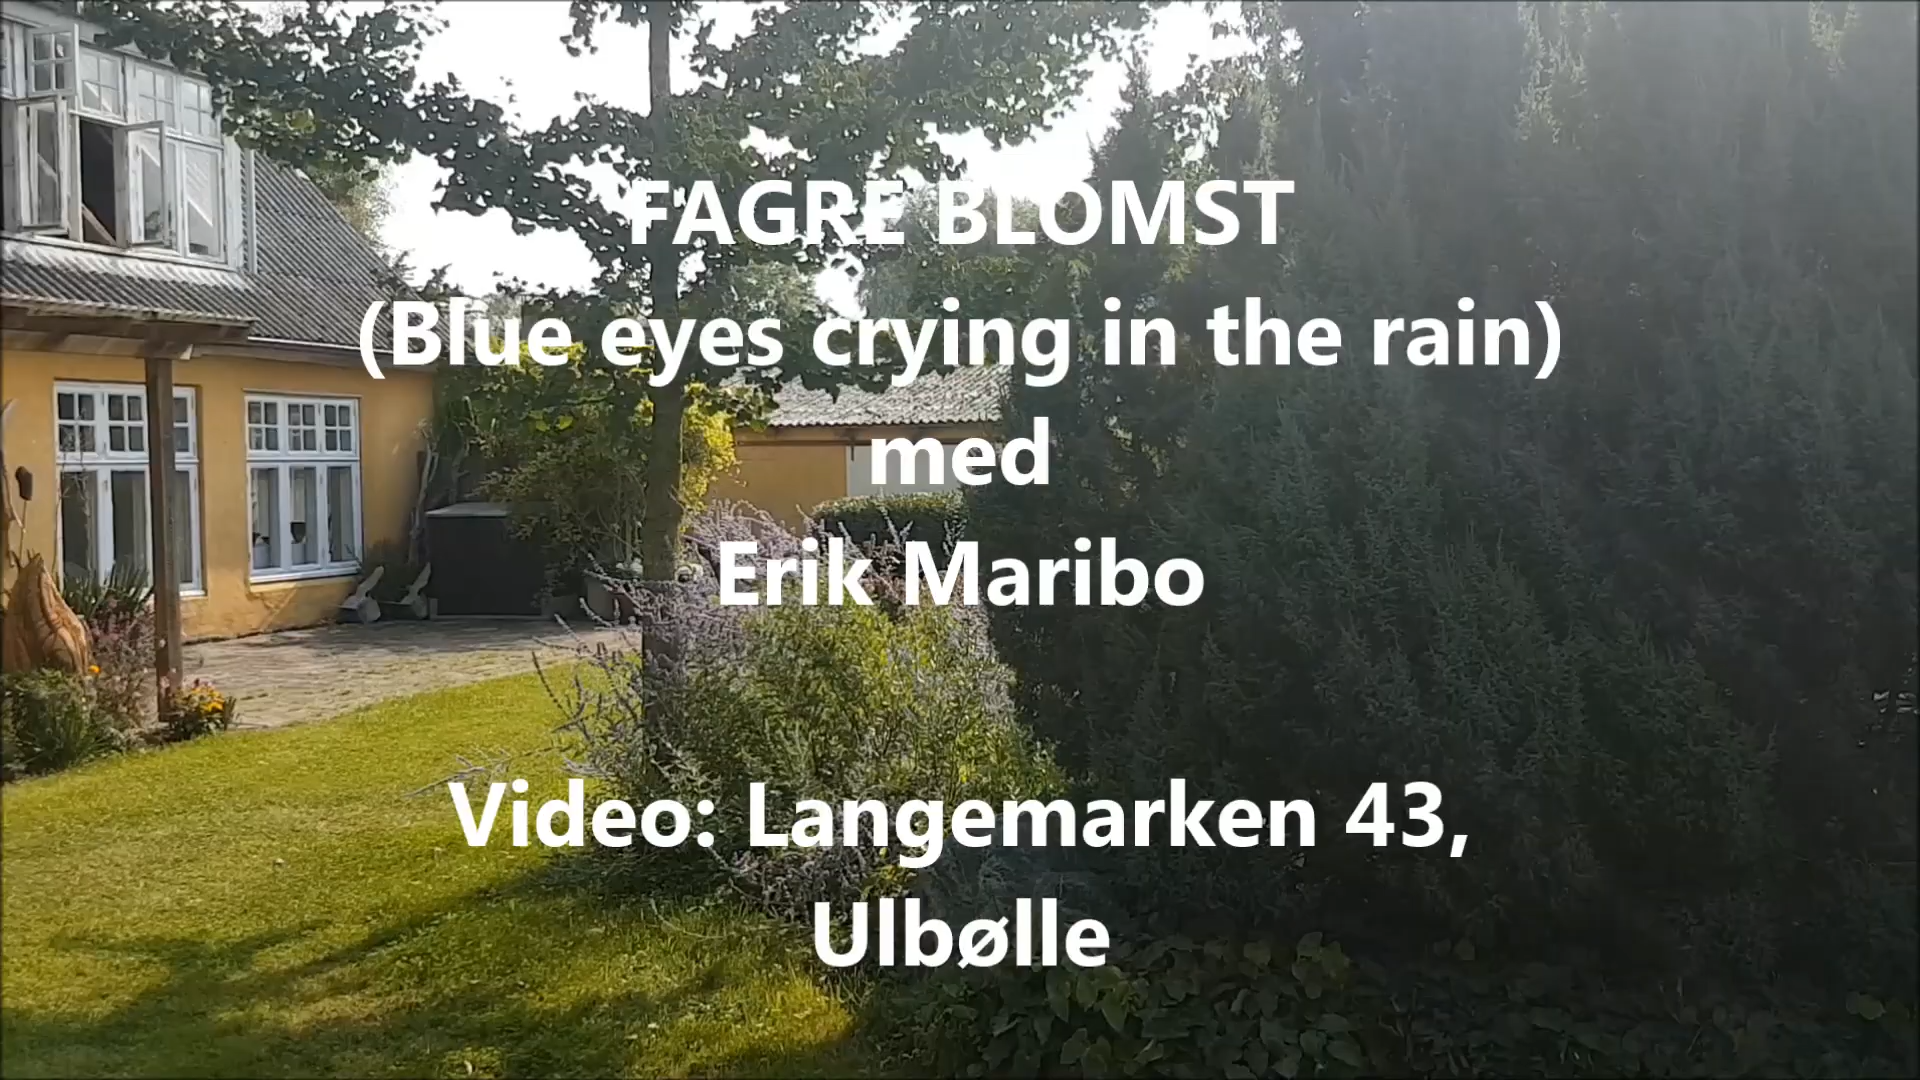 FAGRE BLOMST
(Blue eyes crying in the rain)
med
Erik Maribo
Video: Langemarken 43,
Ulbølle